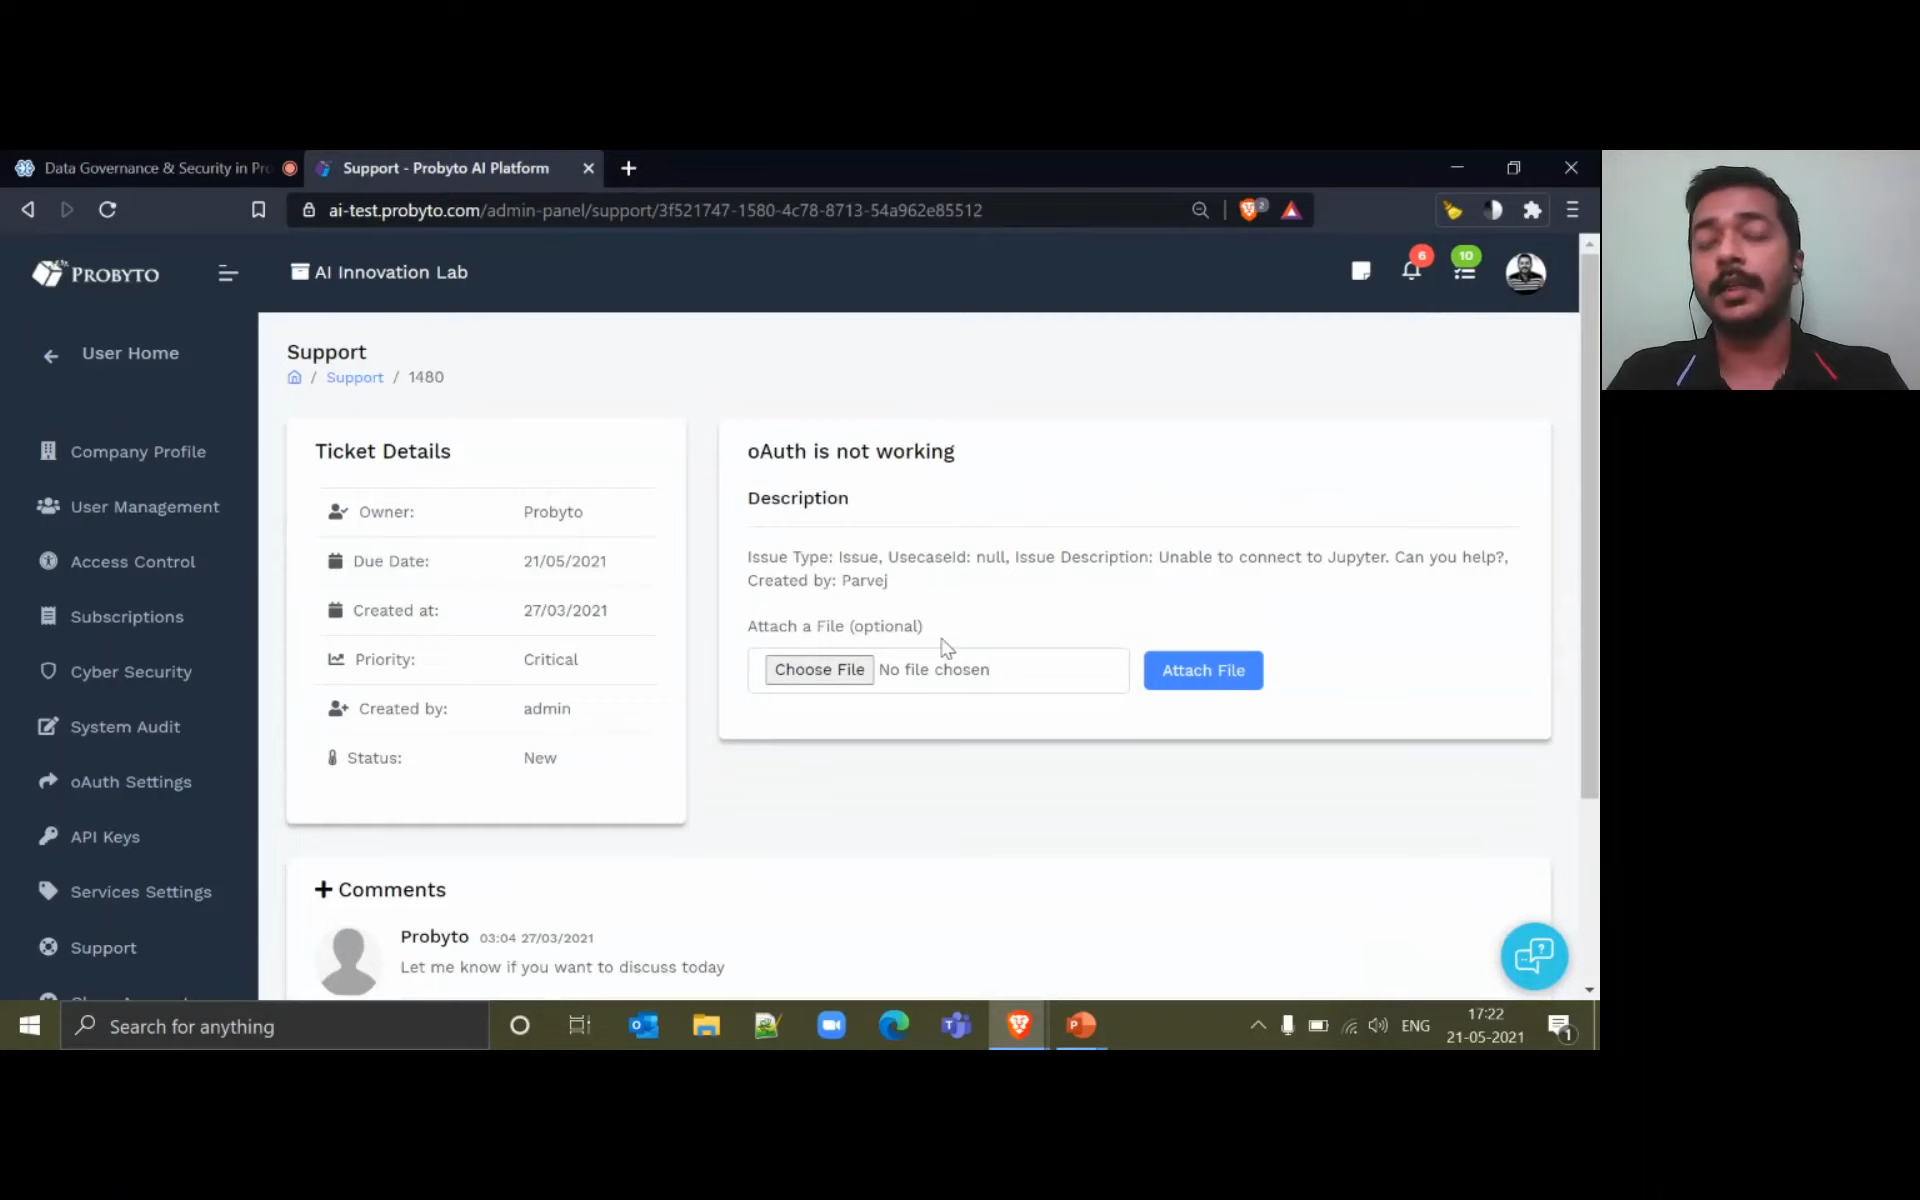 Data Governance & Security in Pro
Support - Probyto AI Platform
ai-test.probyto.com/admin-panel/support/3f521747-1580-4c78-8713-54a962e85512
2
PROBYTO
AI Innovation Lab
6
10
User Home
Company Profile
User Management
Access Control
Subscriptions
Cyber Security
System Audit
oAuth Settings
API Keys
Services Settings
Support
Support
/ Support / 1480
Ticket Details
Owner: Probyto
Due Date: 21/05/2021
Created at: 27/03/2021
Priority: Critical
Created by: admin
Status: New
oAuth is not working
Description
Issue Type: Issue, UsecaseId: null, Issue Description: Unable to connect to Jupyter. Can you help?,
Created by: Parvej
Attach a File (optional)
Choose File No file chosen
Attach File
Comments
Probyto 03:04 27/03/2021
Let me know if you want to discuss today
Search for anything
ENG
17:22
21-05-2021
1